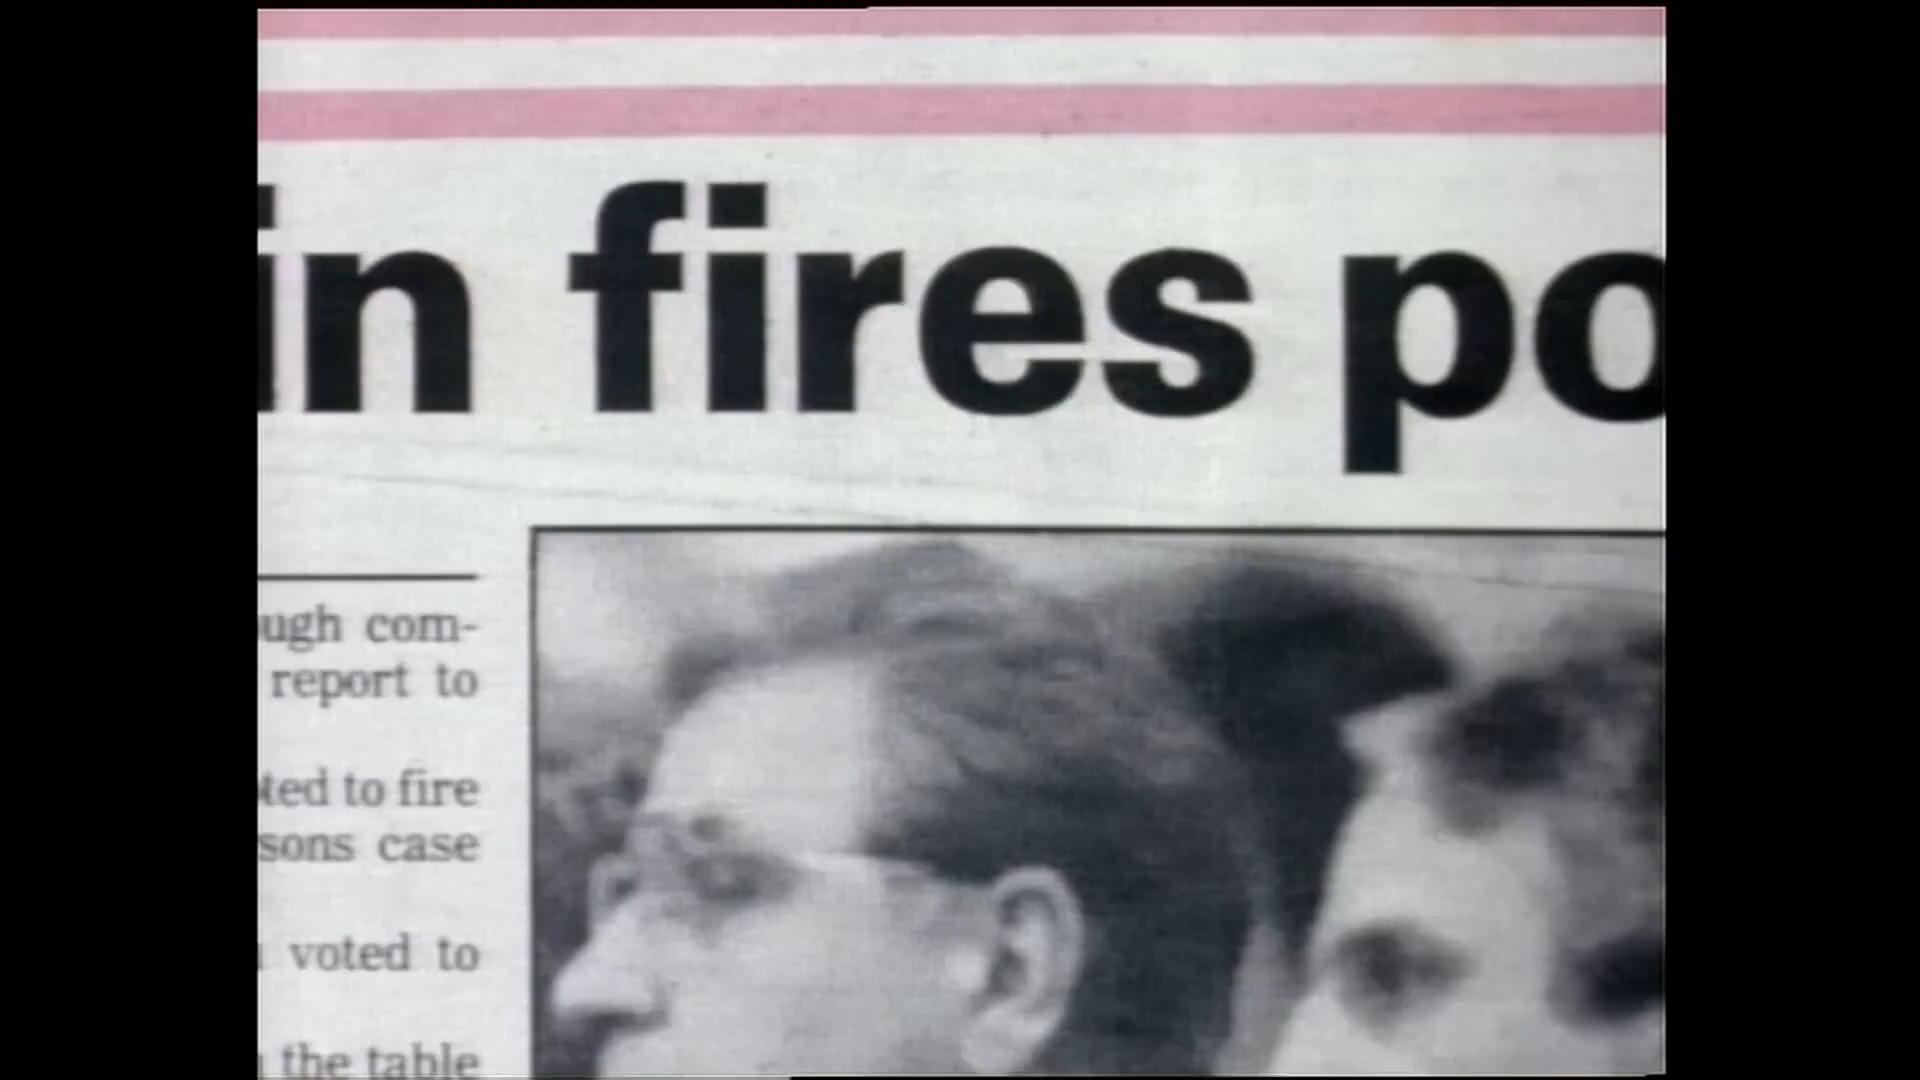 in fires po
ugh com-
report to
ted to fire
sons case
voted to
the table